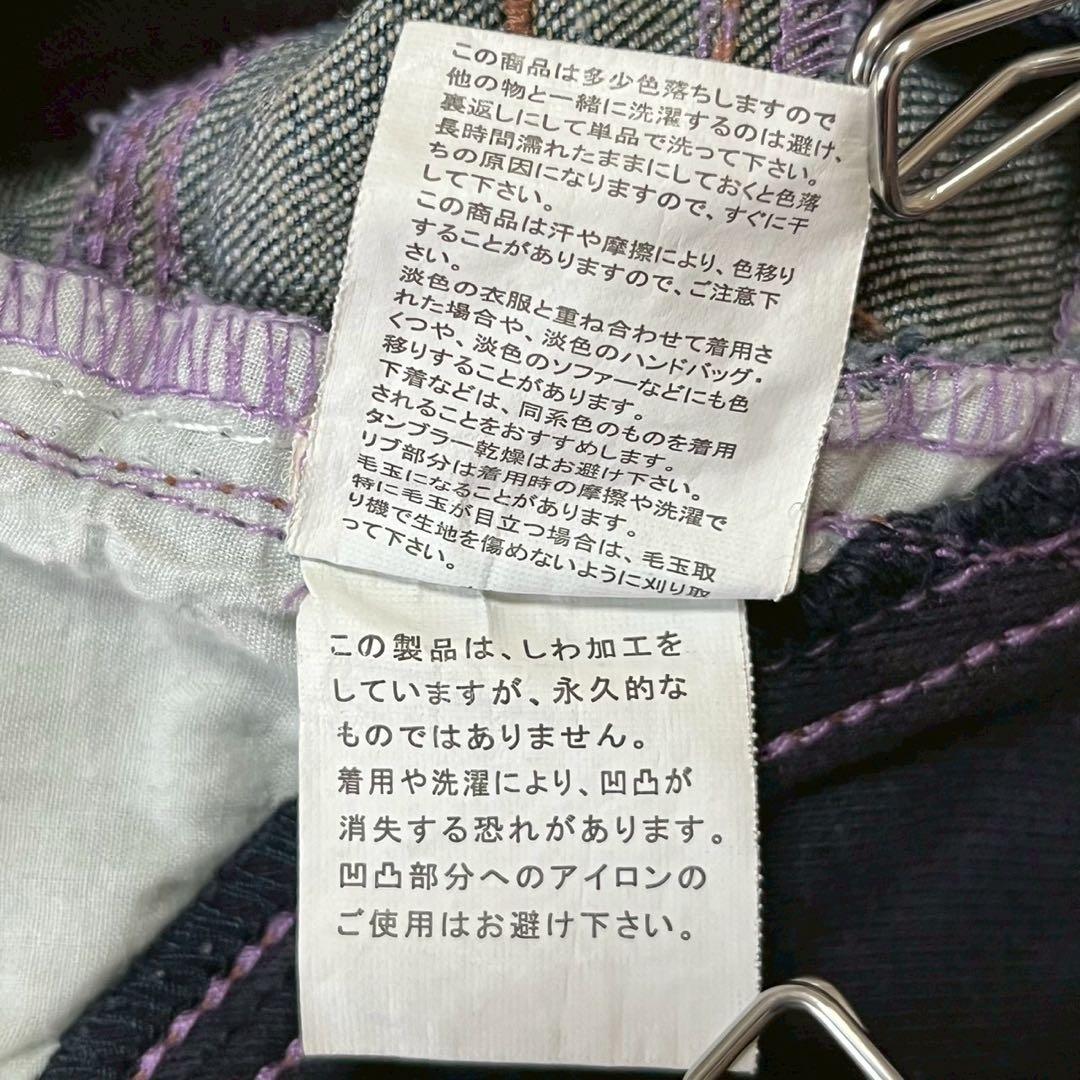 この商品は多少色落ちしますので
他の物と一緒に洗濯するのは避け、
裏返しにして単品で洗って下さい。
長時間濡れたままにしておくと色落
ちの原因になりますので、すぐに干
して下さい。
この商品は汗や摩擦により、色移り
することがありますので、ご注意下
さい。
淡色の衣服と重ね合わせて着用さ
れた場合や、淡色のハンドバッグ・
くつや、淡色のソファーなどにも色
移りすることがあります。
下着などは、同系色のものを着用
されることをおすすめします。
タンブラー乾燥はお避け下さい。
リブ部分は着用時の摩擦や洗濯で
毛玉になることがあります。
特に毛玉が目立つ場合は、毛玉取
り機で生地を傷めないように刈り取
って下さい。
この製品は、しわ加工を
していますが、永久的な
ものではありません。
着用や洗濯により、凹凸が
消失する恐れがあります。
凹凸部分へのアイロンの
ご使用はお避け下さい。